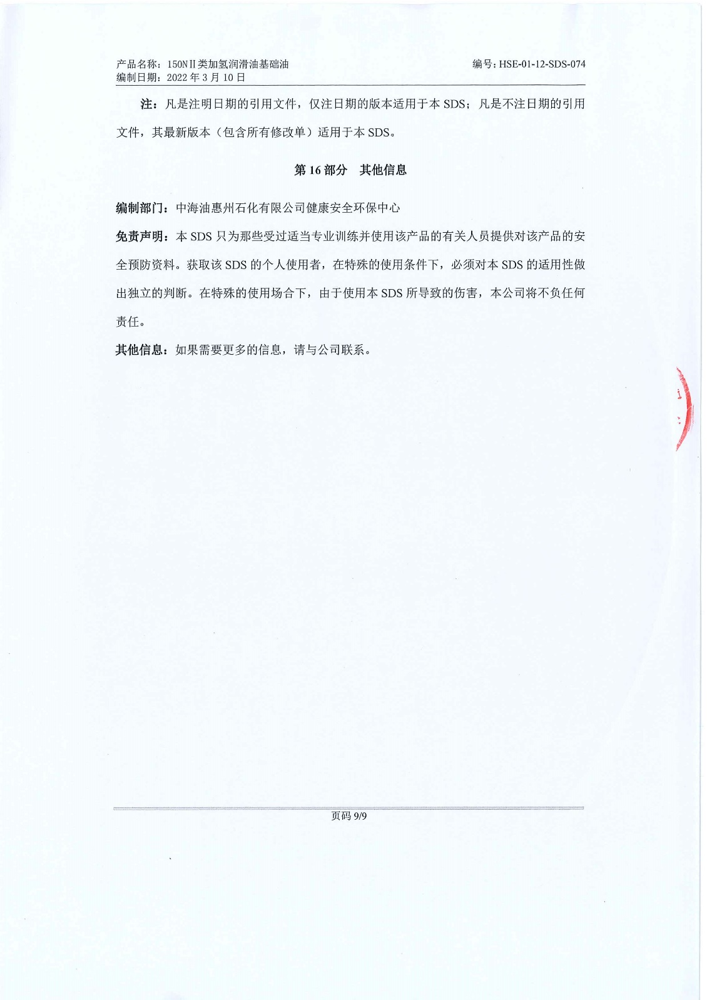 产品名称：150NⅡ类加氢润滑油基础油 编号：HSE-01-12-SDS-074
编制日期：2022 年 3 月 10 日
注：凡是注明日期的引用文件，仅注日期的版本适用于本 SDS；凡是不注日期的引用
文件，其最新版本（包含所有修改单）适用于本 SDS。
第 16 部分 其他信息
编制部门：中海油惠州石化有限公司健康安全环保中心
免责声明：本 SDS 只为那些受过适当专业训练并使用该产品的有关人员提供对该产品的安
全预防资料。获取该 SDS 的个人使用者，在特殊的使用条件下，必须对本 SDS 的适用性做
出独立的判断。在特殊的使用场合下，由于使用本 SDS 所导致的伤害，本公司将不负任何
责任。
其他信息：如果需要更多的信息，请与公司联系。
页码 9/9